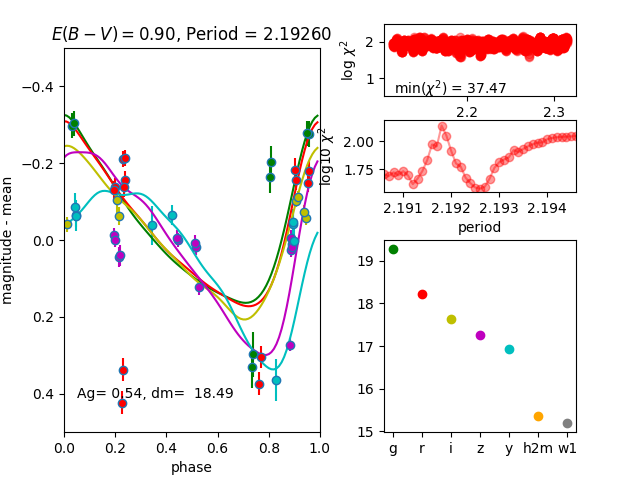 E(B − V) = 0.90, Period = 2.19260
magnitude - mean
−0.4
−0.2
0.0
0.2
0.4
Ag= 0.54, dm=  18.49
0.0 0.2 0.4 0.6 0.8 1.0
phase
log χ²
2
1
min(χ²) = 37.47
2.2 2.3
log10 χ²
2.00
1.75
2.191 2.192 2.193 2.194
period
19
18
17
16
15
g r i z y h2m w1